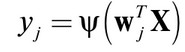 y_j = ψ(w_j^T X)